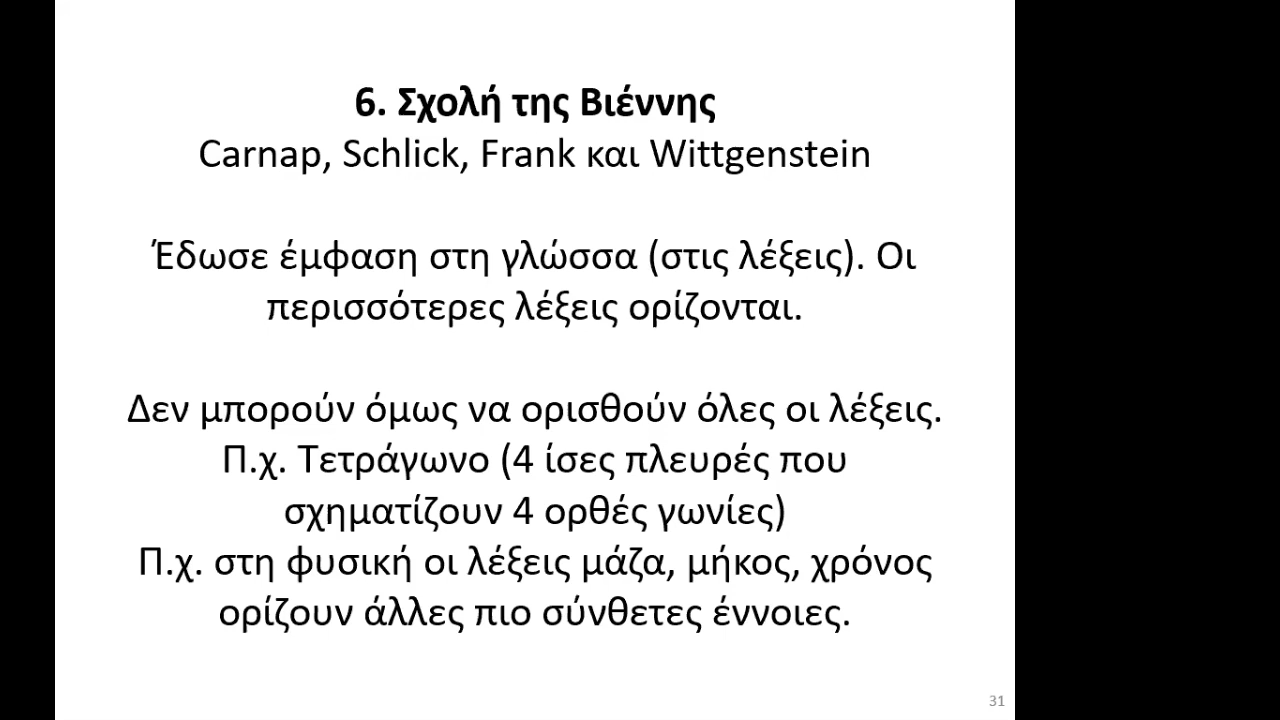 6. Σχολή της Βιέννης
Carnap, Schlick, Frank και Wittgenstein
Έδωσε έμφαση στη γλώσσα (στις λέξεις). Οι
περισσότερες λέξεις ορίζονται.
Δεν μπορούν όμως να ορισθούν όλες οι λέξεις.
Π.χ. Τετράγωνο (4 ίσες πλευρές που
σχηματίζουν 4 ορθές γωνίες)
Π.χ. στη φυσική οι λέξεις μάζα, μήκος, χρόνος
ορίζουν άλλες πιο σύνθετες έννοιες.
31